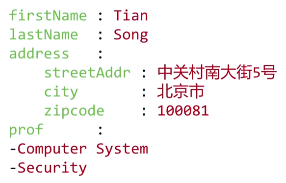 firstName : Tian
lastName  : Song
address   :
    streetAddr : 中关村南大街5号
    city       : 北京市
    zipcode    : 100081
prof      :
-Computer System
-Security